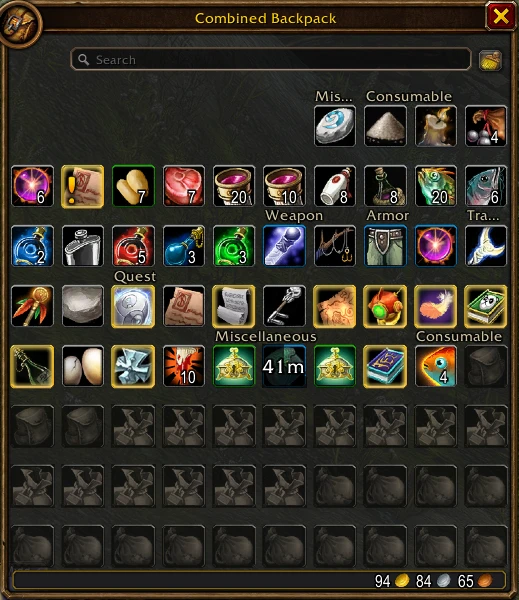 Combined Backpack
Search
Mis... Consumable
4
6 7 7 20 10 8 8 20 6
Weapon Armor Tra...
2 5 3 3
Quest
Miscellaneous Consumable
10 41m 4
94 84 65